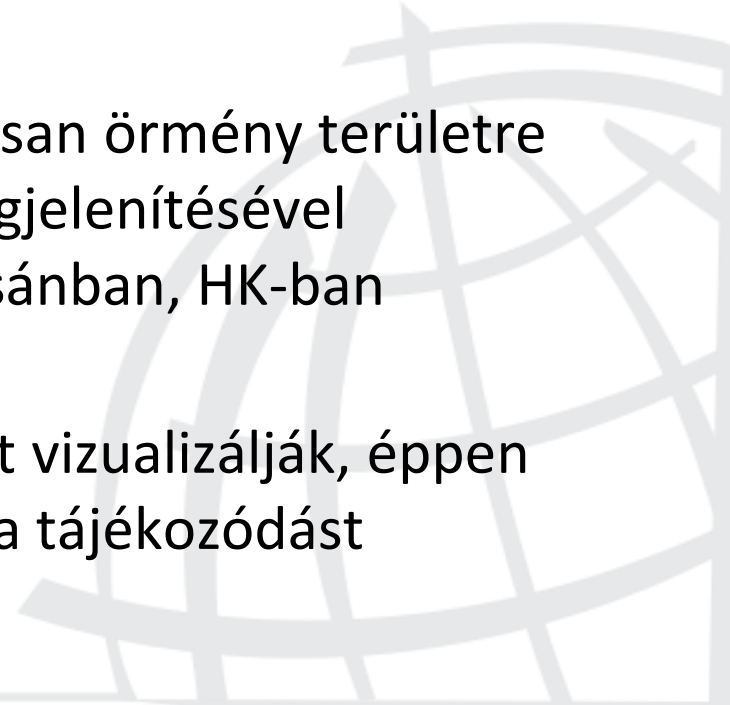 san örmény területre
gjelenítésével
sánban, HK-ban
t vizualizálják, éppen
a tájékozódást